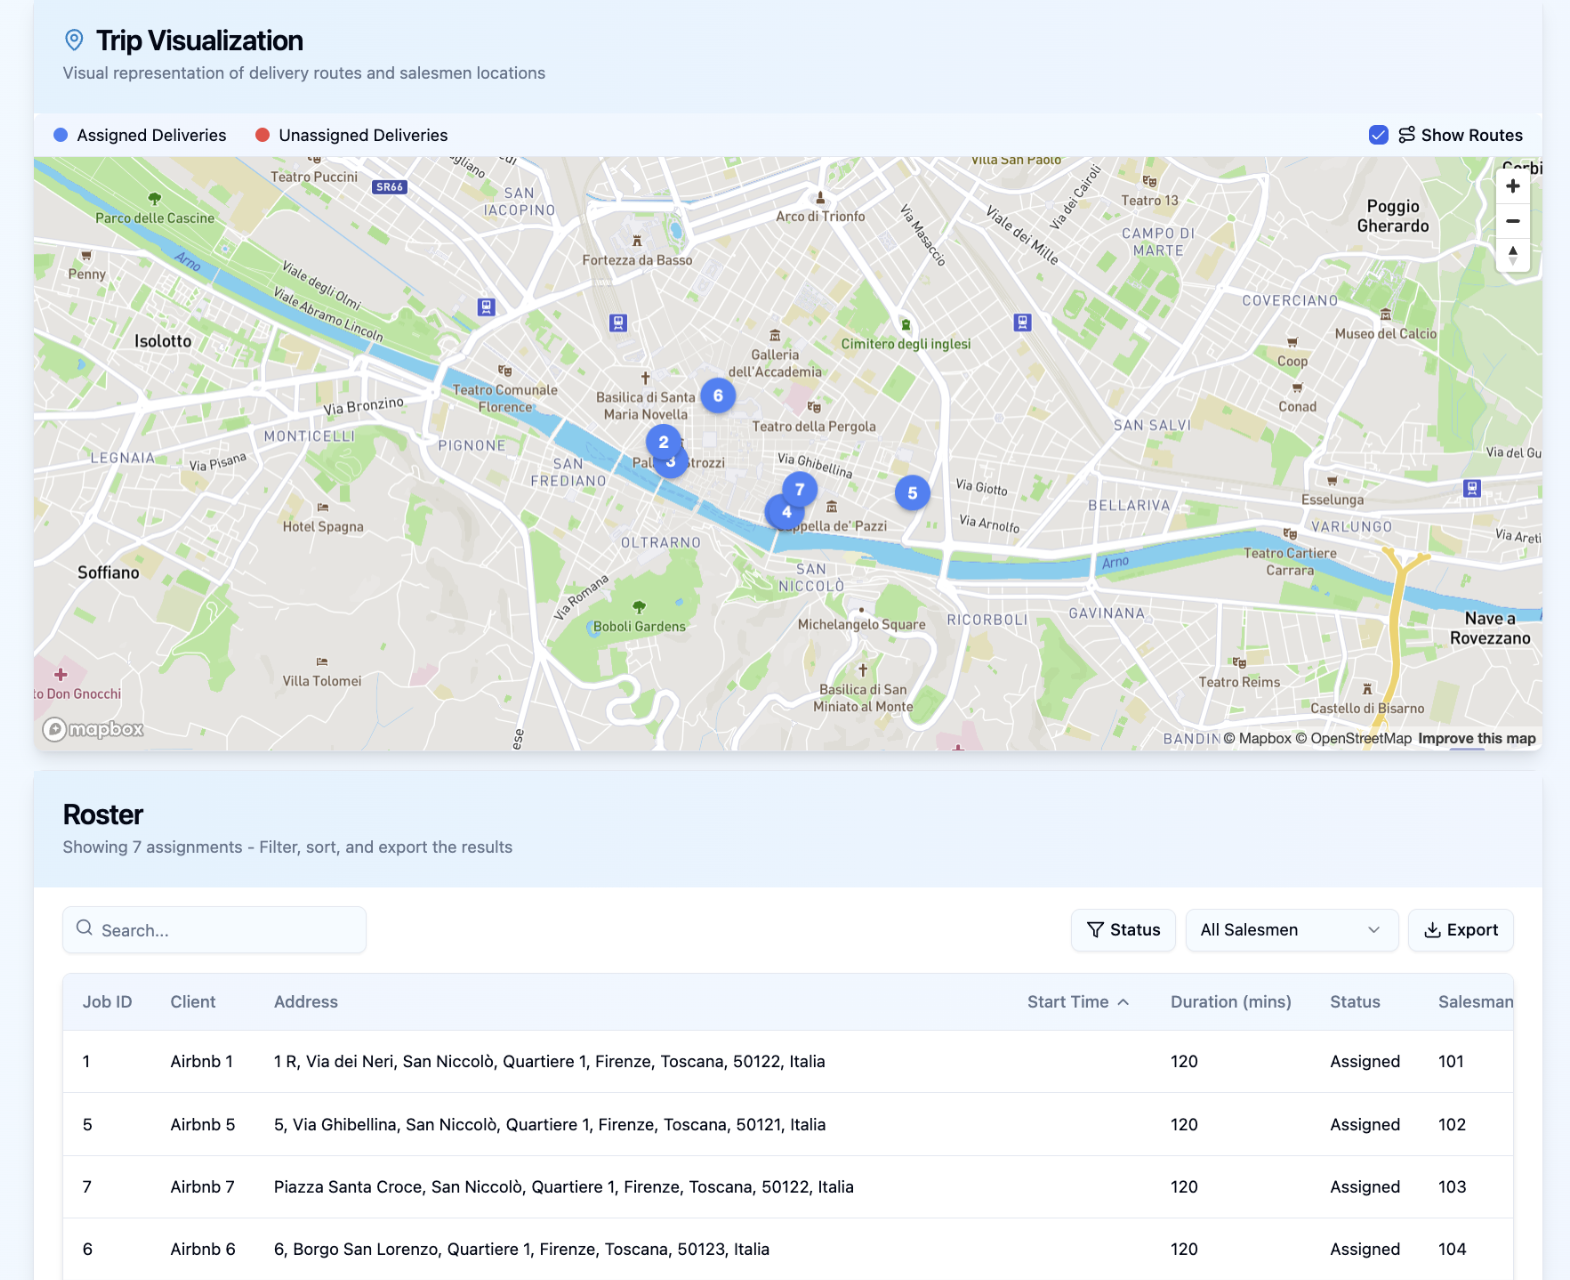 Trip Visualization
Visual representation of delivery routes and salesmen locations
Assigned Deliveries
Unassigned Deliveries
Show Routes
Teatro Puccini
SR66
SAN
IACOPINO
Villa San Paolo
Via dei Cairoli
Teatro 13
Parco delle Cascine
Arco di Trionfo
Via Masaccio
Viale dei Mille
CAMPO DI
MARTE
Poggio
Gherardo
Fortezza da Basso
Penny
Arno
Viale degli Olmi
Viale Abramo Lincoln
COVERCIANO
Museo del Calcio
Isolotto
Cimitero degli inglesi
Galleria
dell'Accademia
Coop
Teatro Comunale
Florence
Basilica di Santa
Maria Novella
6
Conad
Via Bronzino
Teatro della Pergola
SAN SALVI
MONTICELLI
PIGNONE
2
3
LEGNAIA
Via Pisana
SAN
FREDIANO
Via Ghibellina
Via Giotto
7
5
4
Esselunga
BELLARIVA
Hotel Spagna
VARLUNGO
Via Arnolfo
OLTRARNO
Teatro Cartiere
Carrara
Arno
Soffiano
SAN
NICCOLÒ
Via Romana
Boboli Gardens
Michelangelo Square
RICORBOLI
GAVINANA
Nave a
Rovezzano
Villa Tolomei
Teatro Reims
to Don Gnocchi
Basilica di San
Miniato al Monte
Castello di Bisarno
mapbox
ese
BANDIN
© Mapbox © OpenStreetMap Improve this map
Roster
Showing 7 assignments - Filter, sort, and export the results
Search...
Status
All Salesmen
Export
Job ID Client Address Start Time Duration (mins) Status Salesman
1 Airbnb 1 1 R, Via dei Neri, San Niccolò, Quartiere 1, Firenze, Toscana, 50122, Italia 120 Assigned 101
5 Airbnb 5 5, Via Ghibellina, San Niccolò, Quartiere 1, Firenze, Toscana, 50121, Italia 120 Assigned 102
7 Airbnb 7 Piazza Santa Croce, San Niccolò, Quartiere 1, Firenze, Toscana, 50122, Italia 120 Assigned 103
6 Airbnb 6 6, Borgo San Lorenzo, Quartiere 1, Firenze, Toscana, 50123, Italia 120 Assigned 104